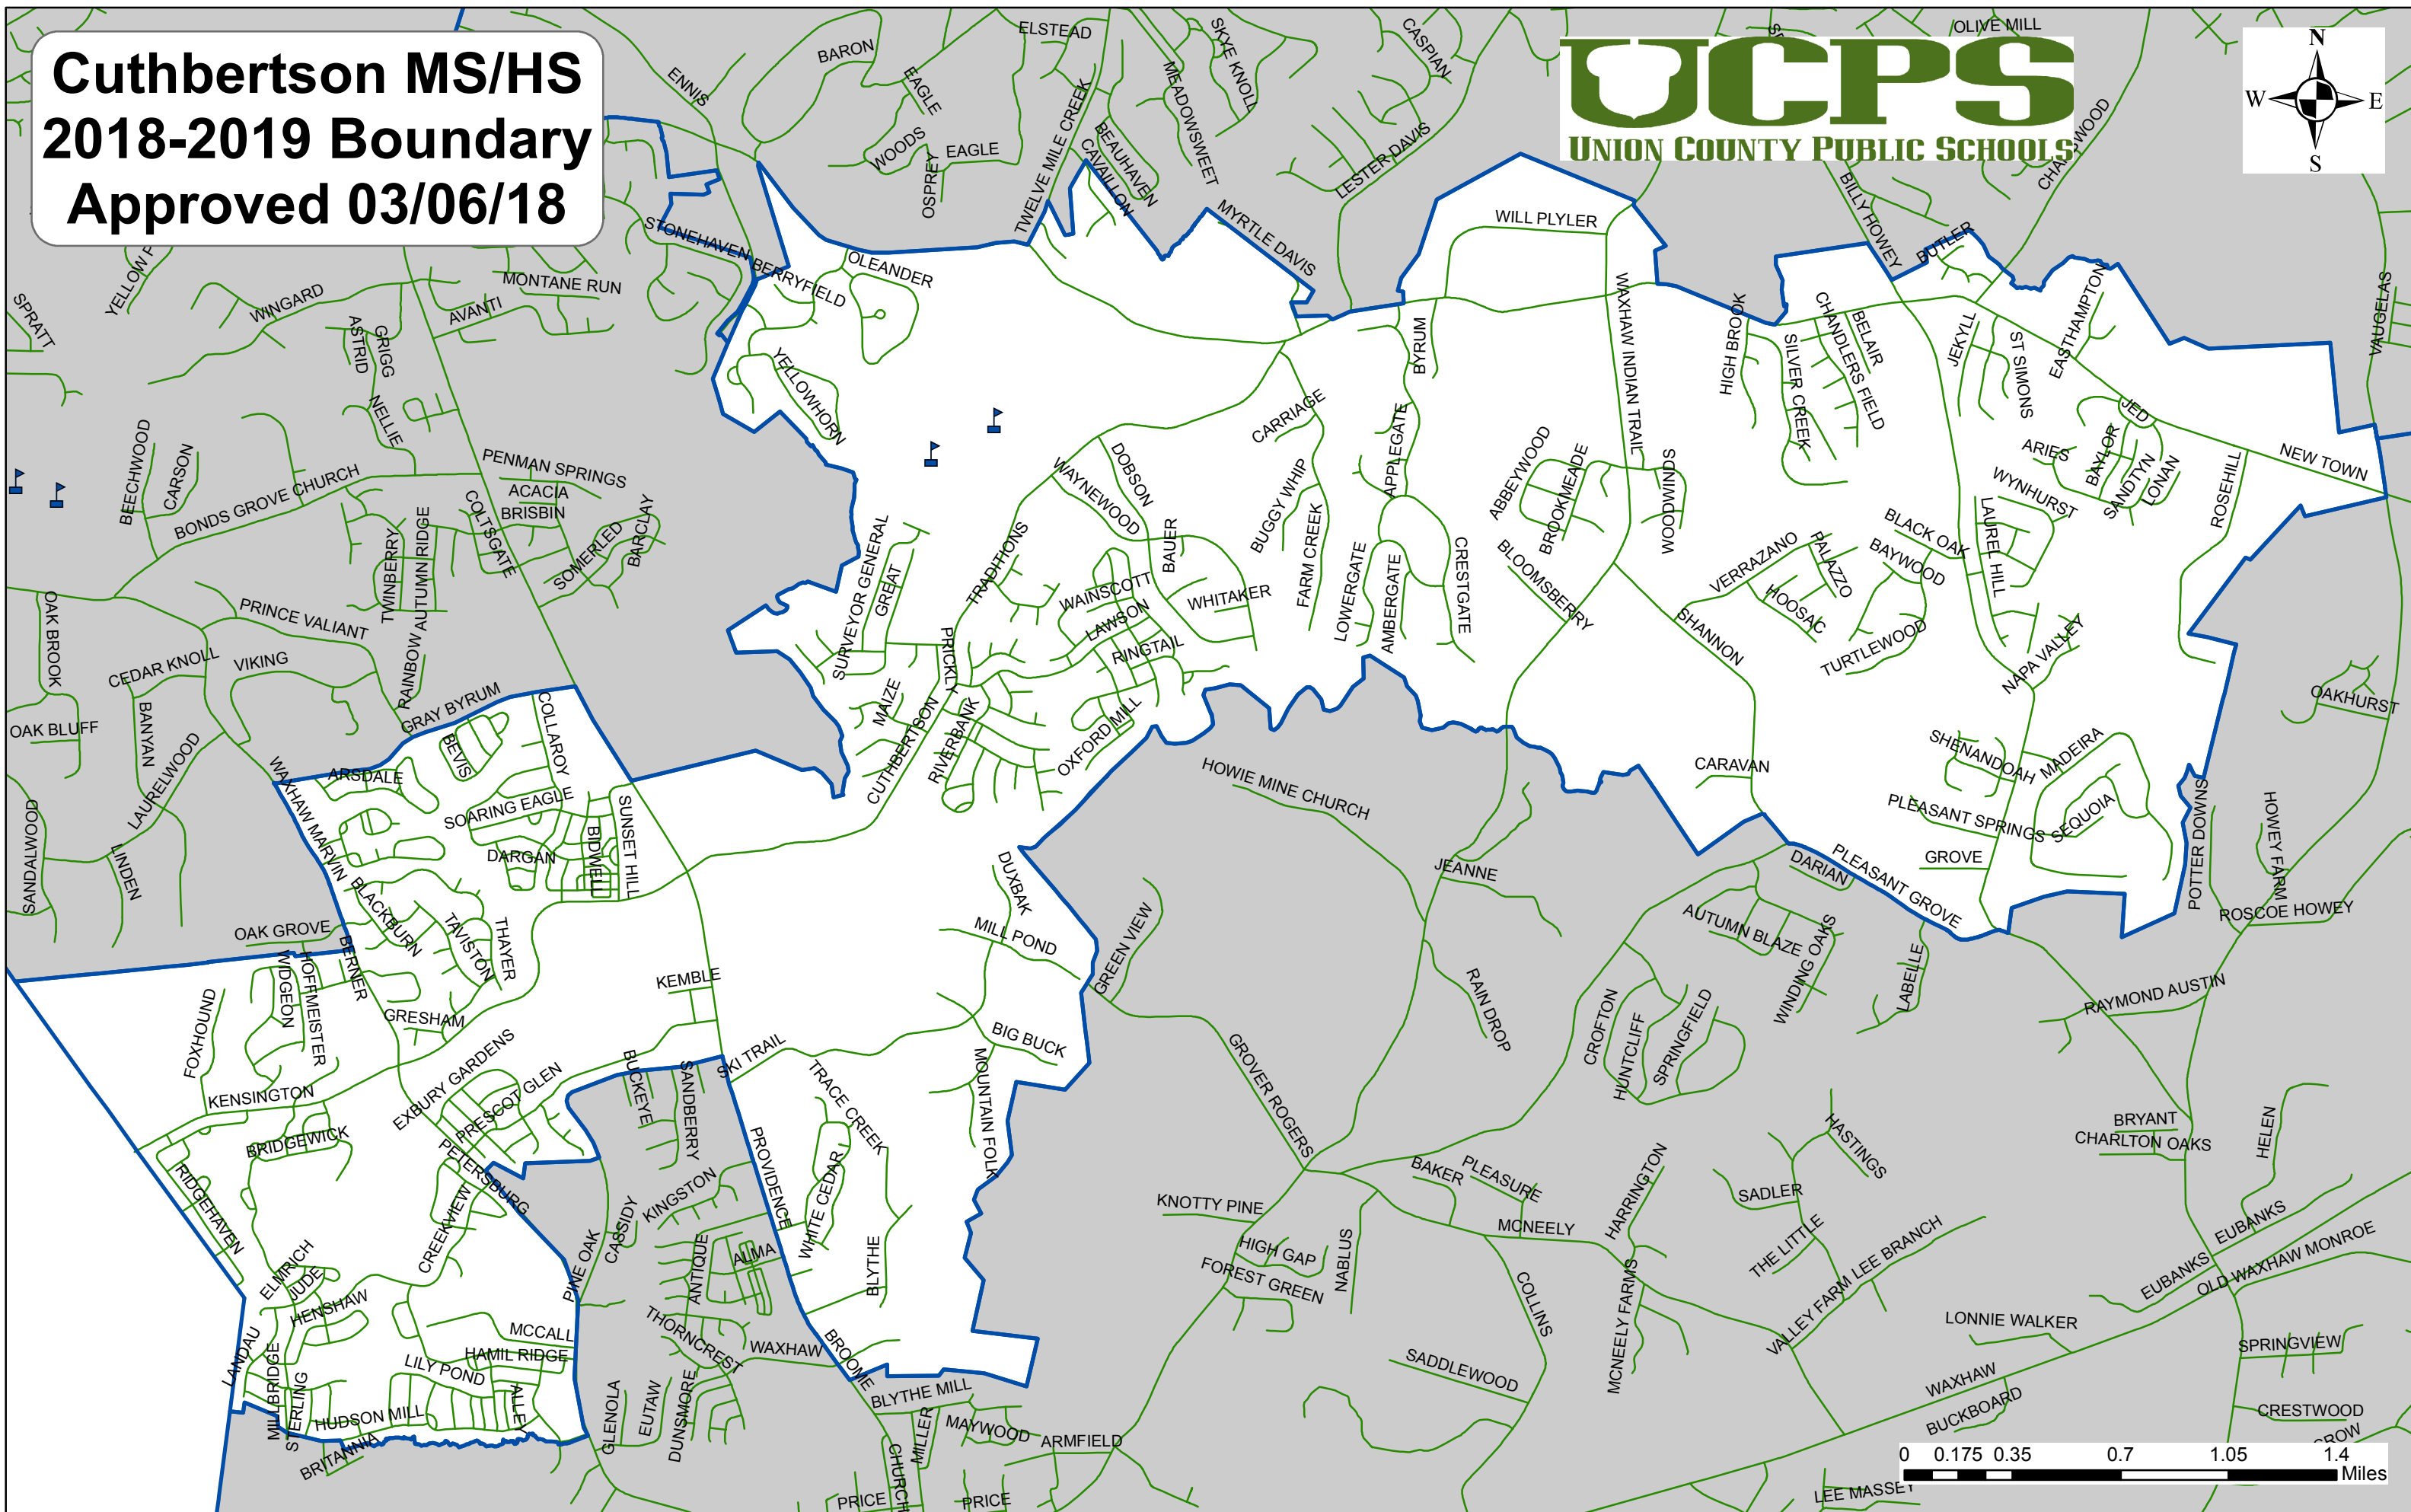 Cuthbertson MS/HS
2018-2019 Boundary
Approved 03/06/18
UCPS
UNION COUNTY PUBLIC SCHOOLS
N
W
E
S
OLIVE MILL
ELSTEAD
BARON
ENNIS
EAGLE
WOODS
OSPREY
EAGLE
TWELVE MILE CREEK
CAVAILLON
BEAUHAVEN
MEADOWSWEET
SKYE KNOLL
CASPIAN
LESTER DAVIS
MYRTLE DAVIS
WILL PLYLER
BILLY HOWEY
BUTLER
STONEHAVEN
BERRYFIELD
OLEANDER
YELLOWHORN
MONTANE RUN
AVANTI
WINGARD
SPRATT
ASTRID
GRIGG
NELLIE
BEECHWOOD
CARSON
BONDS GROVE CHURCH
PENMAN SPRINGS
ACACIA
BRISBIN
COLTSGATE
SOMERLED
BARCLAY
TWINBERRY
AUTUMN RIDGE
RAINBOW
PRINCE VALIANT
OAK BROOK
CEDAR KNOLL
VIKING
BANYAN
OAK BLUFF
LAURELWOOD
SANDALWOOD
LINDEN
GRAY BYRUM
WAXHAW MARVIN
ARSDALE
BEVIS
COLLAROY
SOARING EAGLE
DARGAN
BIDWELL
SUNSET HILL
BLACKBURN
TAVISTON
THAYER
OAK GROVE
BERNER
WIDGEON
HOFFMEISTER
FOXHOUND
GRESHAM
KENSINGTON
BRIDGEWICK
EXBURY GARDENS
PRESCOT GLEN
PETERSBURG
CREEKVIEW
RIDGEHAVEN
ELMRICH
JUDE
HENSHAW
LANDAU
MILLBRIDGE
STERLING
HUDSON MILL
BRITANNIA
LILY POND
MCCALL
HAMIL RIDGE
ALLEY
KEMBLE
SKI TRAIL
BUCKEYE
SANDBERRY
KINGSTON
CASSIDY
PINE OAK
ANTIQUE
ALMA
THORNCREST
WAXHAW
PROVIDENCE
GLENOLA
EUTAW
DUNSMORE
BROOME
BLYTHE MILL
MILLER
MAYWOOD
ARMFIELD
CHURCH
PRICE
PRICE
TRACE CREEK
WHITE CEDAR
BLYTHE
MOUNTAIN FOLK
BIG BUCK
MILL POND
DUXBAK
GREEN VIEW
CUTHBERTSON
RIVERBANK
OXFORD MILL
MAIZE
PRICKLY
GREAT
SURVEYOR GENERAL
TRADITIONS
WAYNEWOOD
DOBSON
BAUER
WAINSCOTT
LAWSON
RINGTAIL
WHITAKER
CARRIAGE
BUGGY WHIP
FARM CREEK
BYRUM
APPLEGATE
LOWERGATE
AMBERGATE
CRESTGATE
ABBEYWOOD
BROOKMEADE
BLOOMSBERRY
WAXHAW INDIAN TRAIL
WOODWINDS
HIGH BROOK
SILVER CREEK
CHANDLERS FIELD
BELAIR
JEKYLL
ST SIMONS
EASTHAMPTON
VAUGELAS
JED
ARIES
BAYLOR
SANDTYN
LONAN
NEW TOWN
ROSEHILL
WYNHURST
LAUREL HILL
BLACK OAK
BAYWOOD
TURTLEWOOD
VERRAZANO
PALAZZO
HOOSAC
SHANNON
NAPA VALLEY
CARAVAN
SHENANDOAH
MADEIRA
PLEASANT SPRINGS
SEQUOIA
GROVE
OAKHURST
POTTER DOWNS
HOWEY FARM
ROSCOE HOWEY
DARIAN
PLEASANT GROVE
HOWIE MINE CHURCH
JEANNE
RAIN DROP
GROVER ROGERS
AUTUMN BLAZE
WINDING OAKS
LABELLE
CROFTON
HUNTCLIFF
SPRINGFIELD
RAYMOND AUSTIN
BRYANT
CHARLTON OAKS
HELEN
HASTINGS
SADLER
THE LITTLE
VALLEY FARM
LEE BRANCH
HARRINGTON
BAKER
PLEASURE
MCNEELY
MCNEELY FARMS
COLLINS
KNOTTY PINE
HIGH GAP
FOREST GREEN
NABLUS
SADDLEWOOD
EUBANKS
EUBANKS
OLD WAXHAW MONROE
LONNIE WALKER
WAXHAW
BUCKBOARD
SPRINGVIEW
CRESTWOOD
LEE MASSEY
0 0.175 0.35 0.7 1.05 1.4
Miles